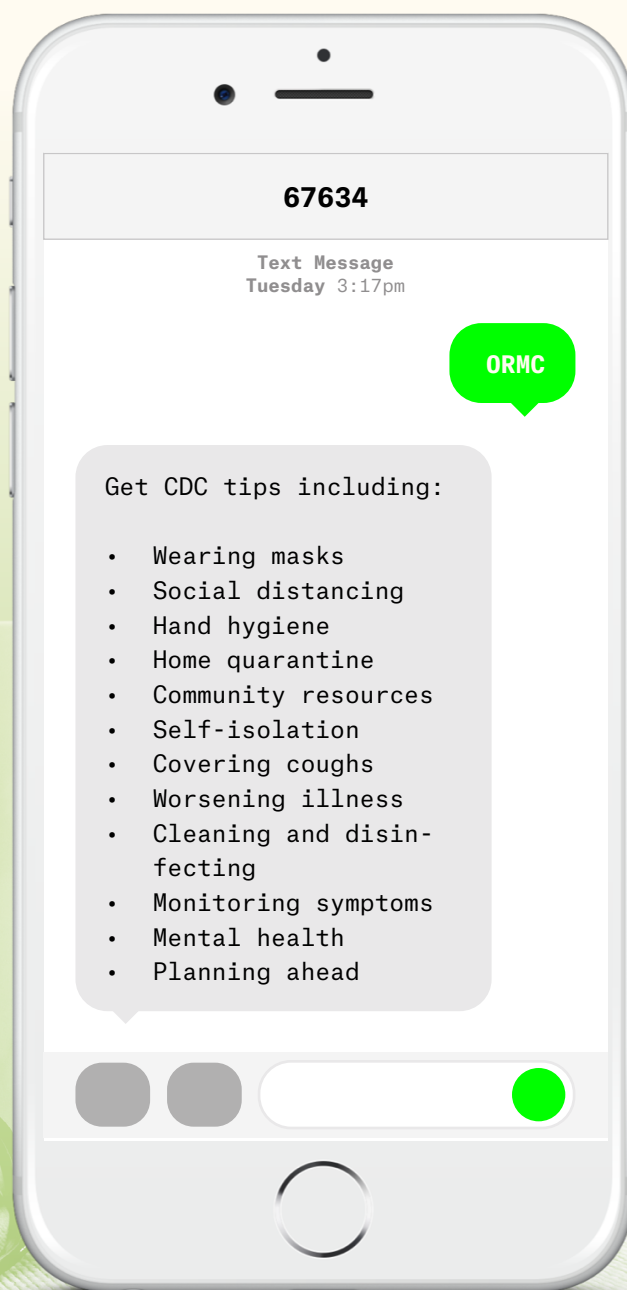 67634
Text Message
Tuesday 3:17pm
ORMC
Get CDC tips including:
• Wearing masks
• Social distancing
• Hand hygiene
• Home quarantine
• Community resources
• Self-isolation
• Covering coughs
• Worsening illness
• Cleaning and disin-
fecting
• Monitoring symptoms
• Mental health
• Planning ahead